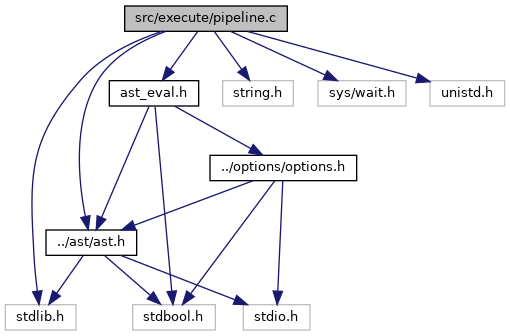 src/execute/pipeline.c
ast_eval.h
string.h
sys/wait.h
unistd.h
../options/options.h
../ast/ast.h
stdlib.h
stdbool.h
stdio.h